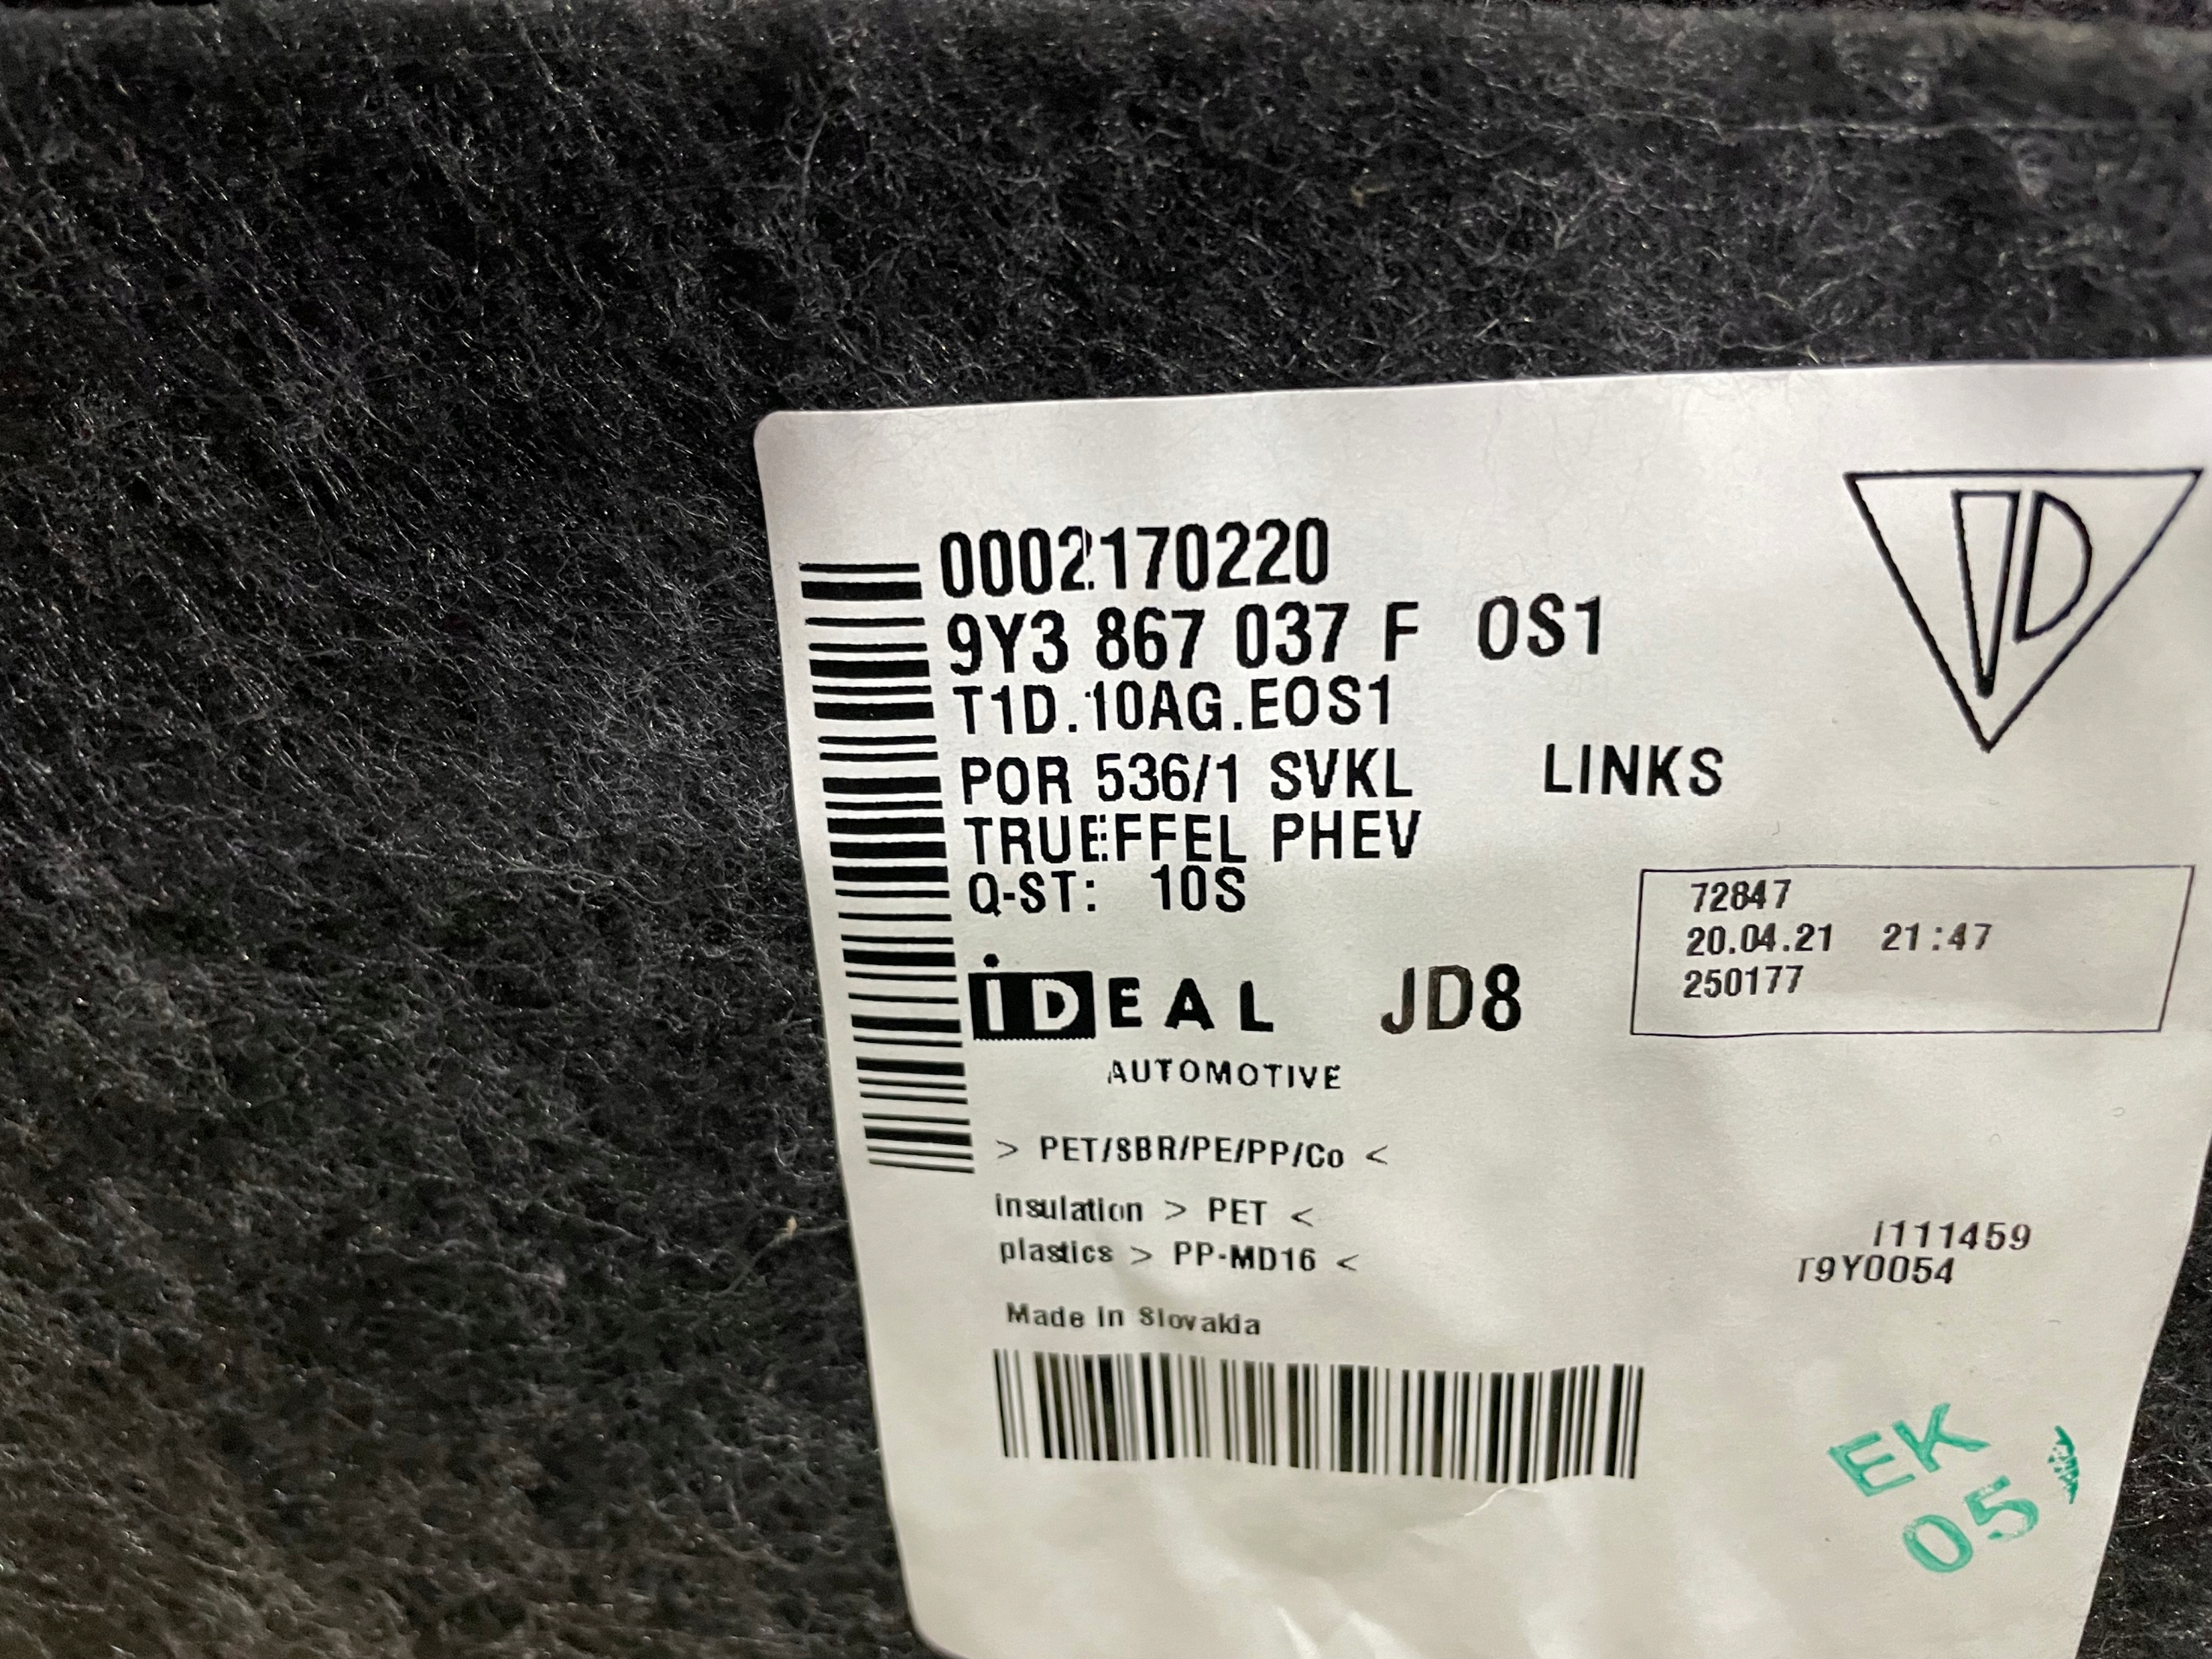 0002170220
9Y3 867 037 F OS1
T1D.10AG.EOS1
POR 536/1 SVKL LINKS
TRUEFFEL PHEV
Q-ST: 10S
ID
72847
20.04.21 21:47
250177
iDEAL JD8
AUTOMOTIVE
> PET/SBR/PE/PP/Co <
insulation > PET <
plastics > PP-MD16 <
I111459
T9Y0054
Made in Slovakia
EK
05